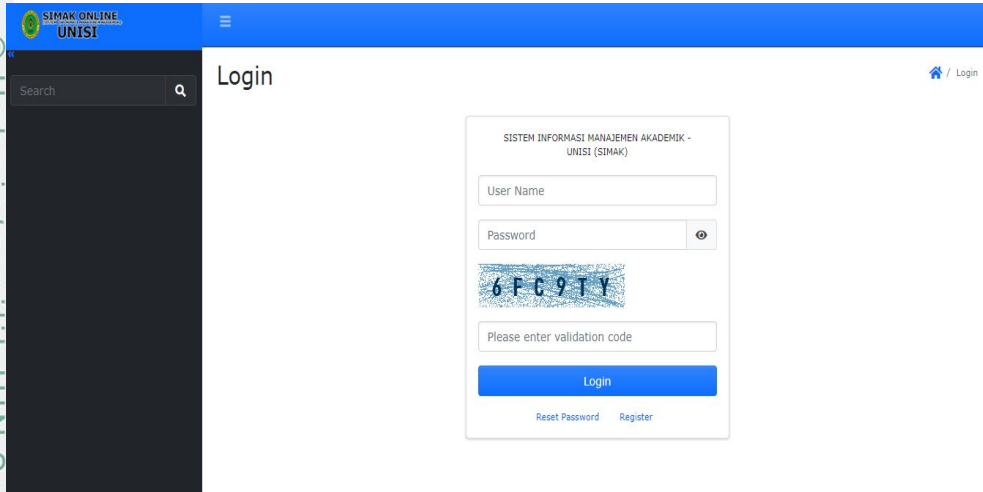 SIMAK ONLINE
UNISI
Search
Login
/ Login
SISTEM INFORMASI MANAJEMEN AKADEMIK -
UNISI (SIMAK)
User Name
Password
6FC9TY
Please enter validation code
Login
Reset Password Register